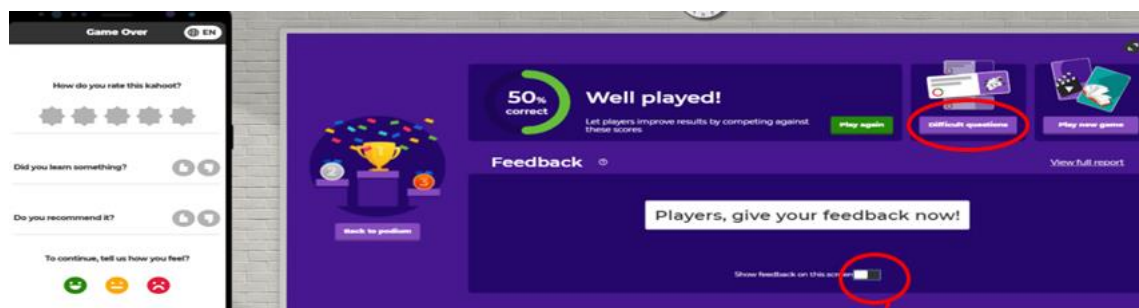 Game Over
EN
How do you rate this kahoot?
Did you learn something?
Do you recommend it?
To continue, tell us how you feel?
50%
correct
Well played!
Let players improve results by competing against
these scores
Play again
Difficult questions
Play new game
2
3
Back to podium
Feedback
View full report
Players, give your feedback now!
Show feedback on this screen